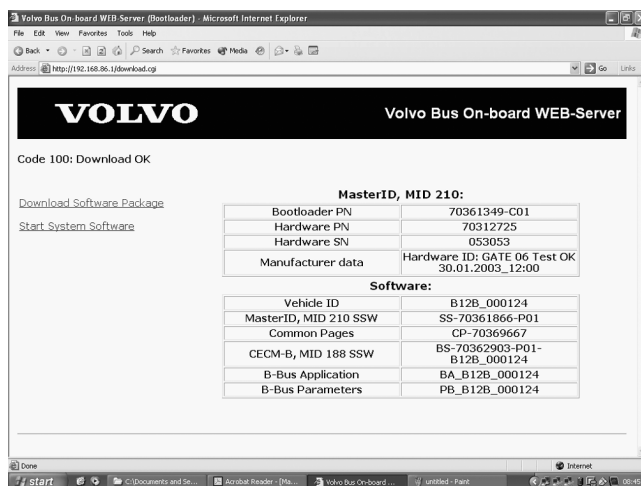 Volvo Bus On-board WEB-Server (Bootloader) - Microsoft Internet Explorer
File Edit View Favorites Tools Help
Back Search Favorites Media
Address http://192.168.86.1/download.cgi Go Links
VOLVO
Volvo Bus On-board WEB-Server
Code 100: Download OK
Download Software Package
Start System Software
MasterID, MID 210:
Bootloader PN 70361349-C01
Hardware PN 70312725
Hardware SN 053053
Manufacturer data Hardware ID: GATE 06 Test OK
30.01.2003_12:00
Software:
Vehicle ID B12B_000124
MasterID, MID 210 SSW SS-70361866-P01
Common Pages CP-70369667
CECM-B, MID 188 SSW BS-70362903-P01-
B12B_000124
B-Bus Application BA_B12B_000124
B-Bus Parameters PB_B12B_000124
Done Internet
start C:\Documents and Se... Acrobat Reader - [Ma... Volvo Bus On-board ... untitled - Paint 08:45